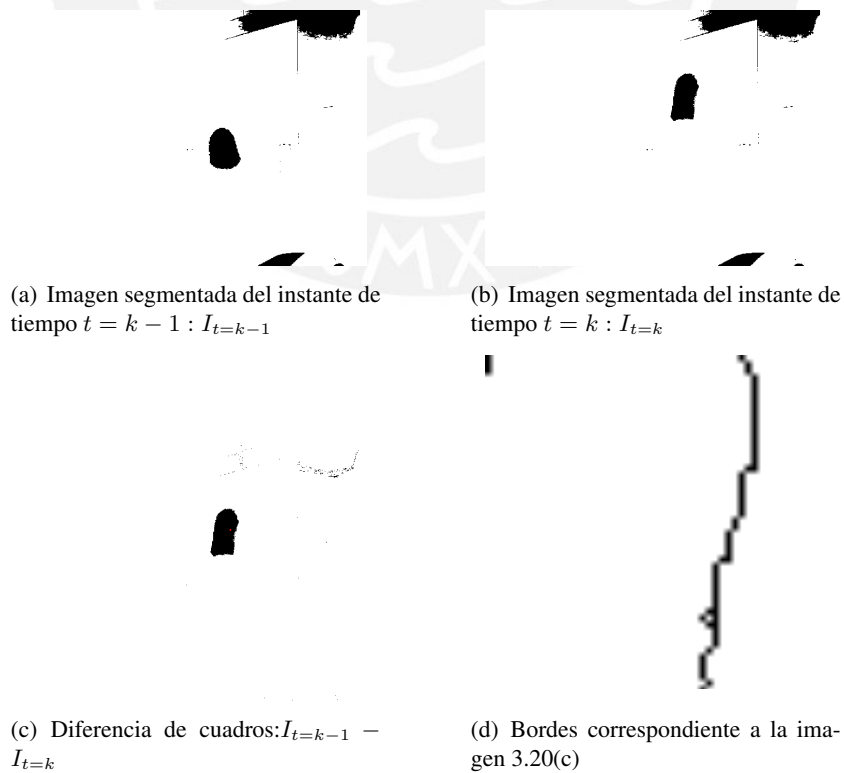 MX
(a) Imagen segmentada del instante de
tiempo t = k − 1 : I_{t=k−1}
(b) Imagen segmentada del instante de
tiempo t = k : I_{t=k}
(c) Diferencia de cuadros:I_{t=k−1} −
I_{t=k}
(d) Bordes correspondiente a la ima-
gen 3.20(c)